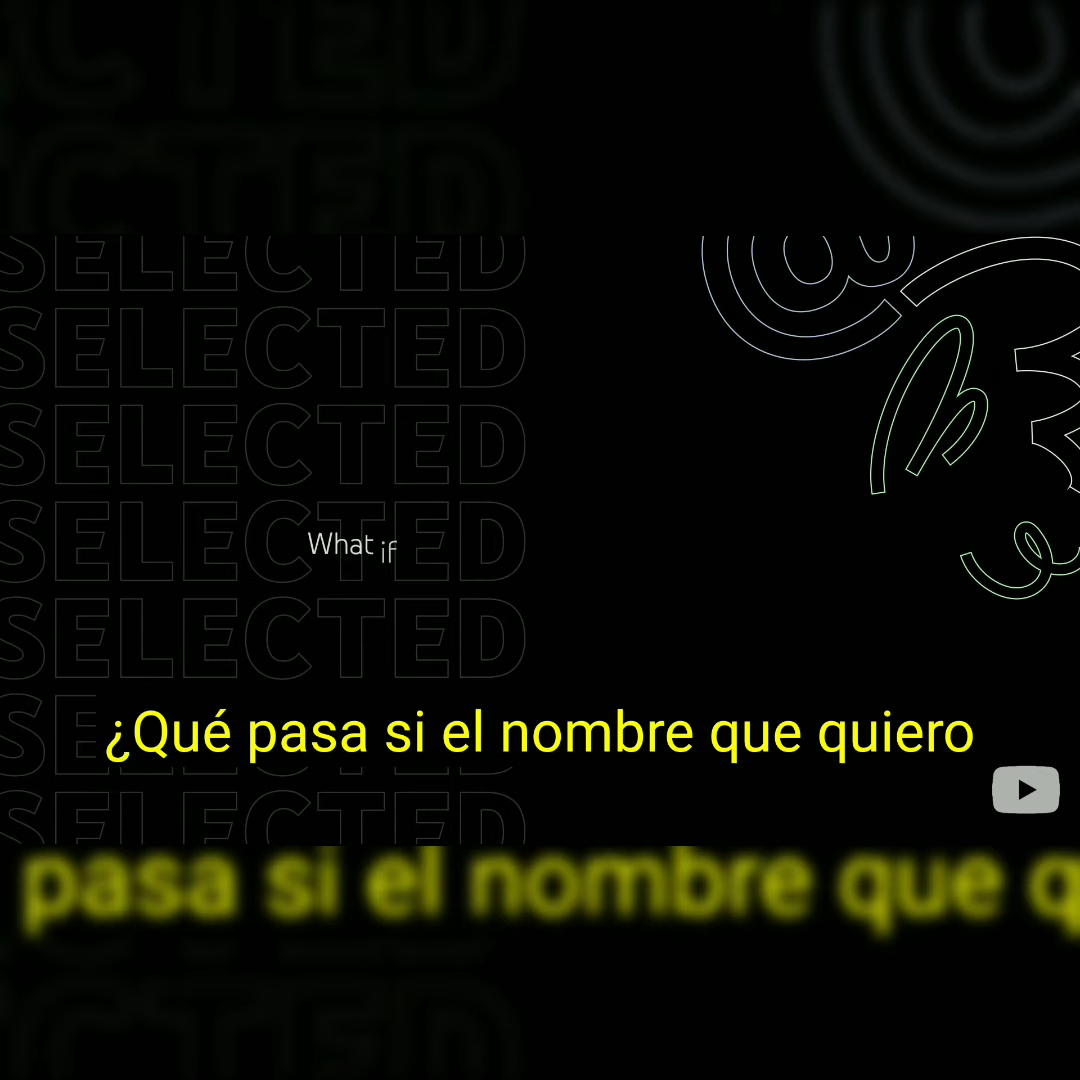 SELECTED
SELECTED
SELECTED
SELECTED
What if
SELECTED
¿Qué pasa si el nombre que quiero
SE
SELECTED
pasa si el nombre que q